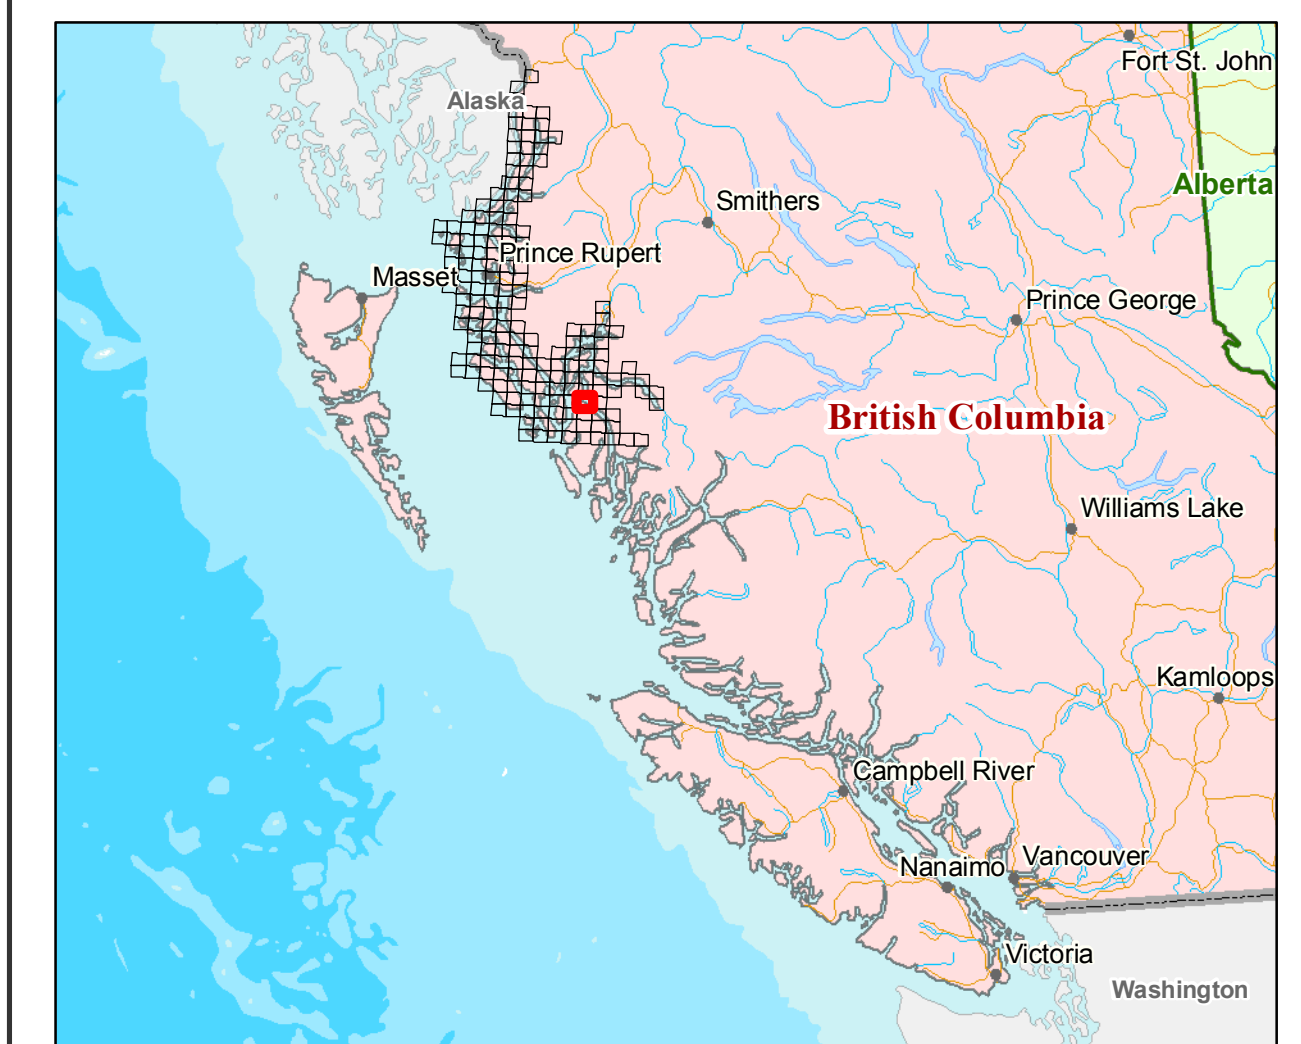 Fort St. John
Alaska
Alberta
Smithers
Prince Rupert
Masset
Prince George
British Columbia
Williams Lake
Kamloops
Campbell River
Vancouver
Nanaimo
Victoria
Washington